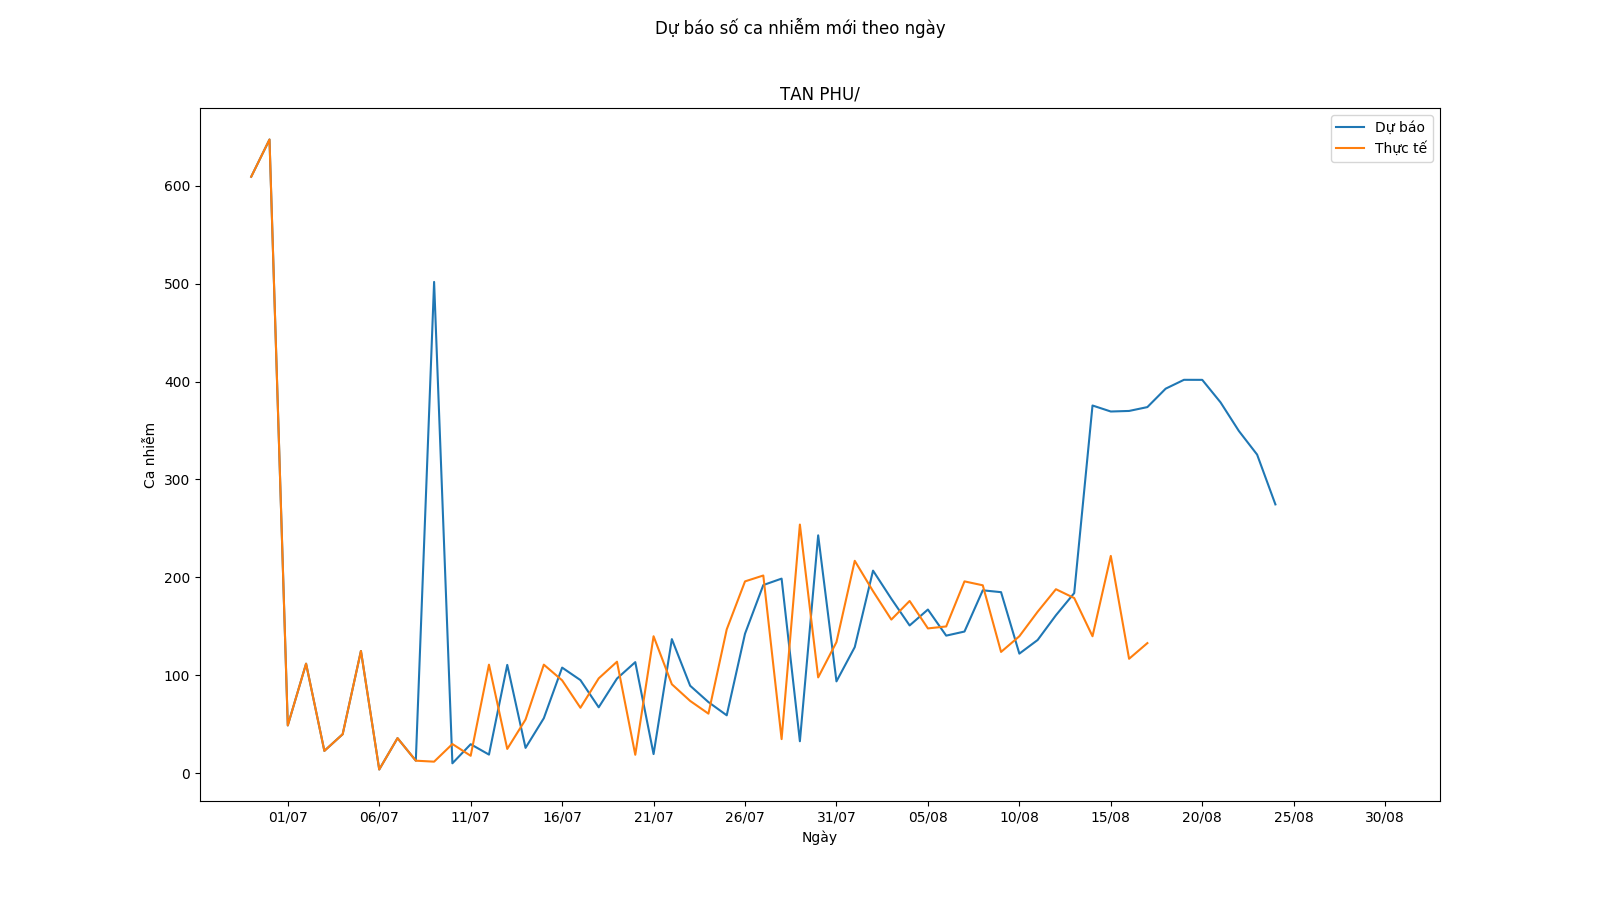 Dự báo số ca nhiễm mới theo ngày
TAN PHU/
Dự báo
Thực tế
600
500
400
300
200
100
0
Ca nhiễm
01/07 06/07 11/07 16/07 21/07 26/07 31/07 05/08 10/08 15/08 20/08 25/08 30/08
Ngày